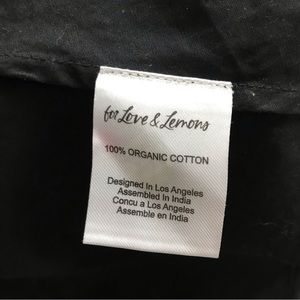 for Love & Lemons
100% ORGANIC COTTON
Designed In Los Angeles
Assembled In India
Concu a Los Angeles
Assemble en India